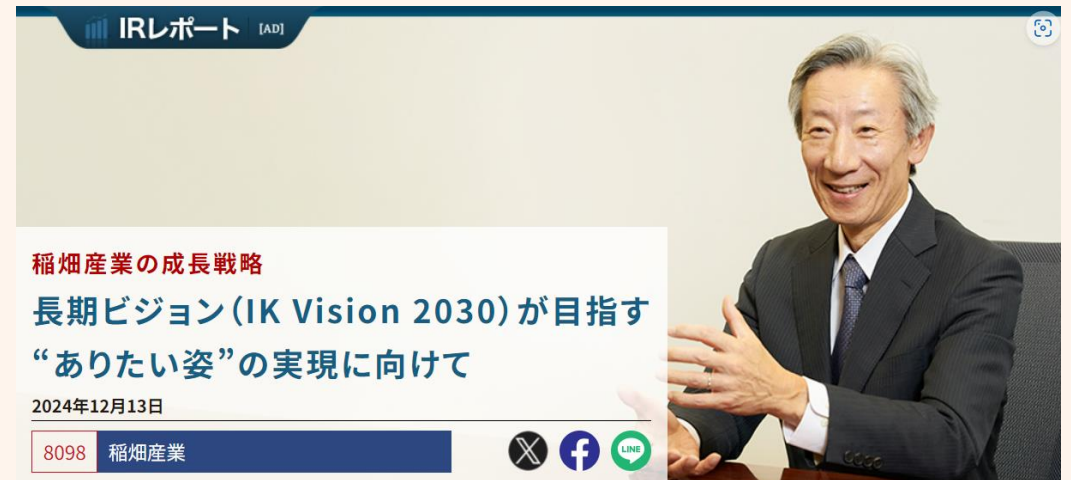 IRレポート [AD]
稲畑産業の成長戦略
長期ビジョン(IK Vision 2030)が目指す
“ありたい姿”の実現に向けて
2024年12月13日
8098 稲畑産業
LINE